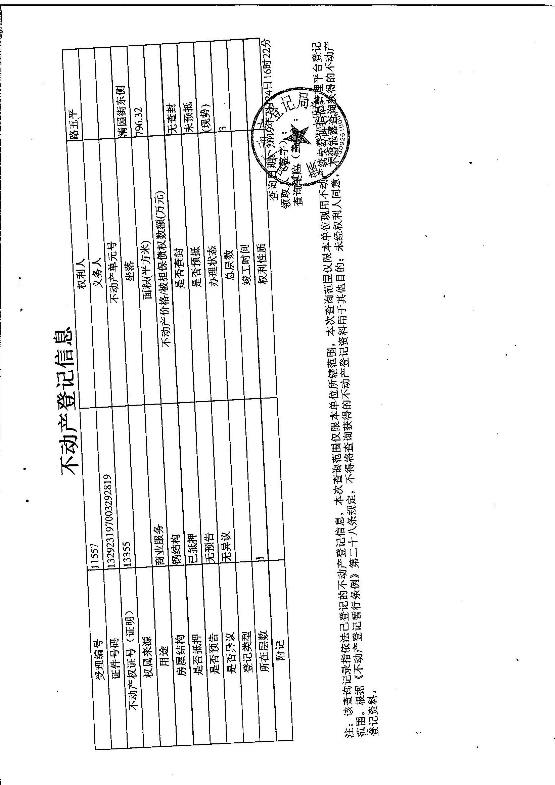 不动产登记信息
受理编号 11557 权利人 路五平
证件号码 132923197003292819 义务人
不动产权证号（证明） 13455 不动产单元号
权属来源 坐落 街东侧
用途 商业服务 面积(平方米) 796.32
房屋结构 钢结构 不动产价格/被担保债权数额(万元)
是否抵押 已抵押 是否查封 无查封
是否预告 无预告 是否预抵 未预抵
是否异议 无异议 办理状态 (现势)
登记类型 总层数 3
所在层数 1 竣工时间
附记 权利性质
查询日期 24日16时22分
领取人（签字）：
查询单位（盖章）：
登记局
注：该查询记录指依法已登记的不动产登记信息，本次查询范围仅限本单位所辖范围，本次查询范围仅限本单位现用不动产 平台登记
范围。根据《不动产登记暂行条例》第二十八条规定，不得将查询获得的不动产登记资料用于其他目的；未经权利人同意，不得 查询获得的不动产
登记资料。